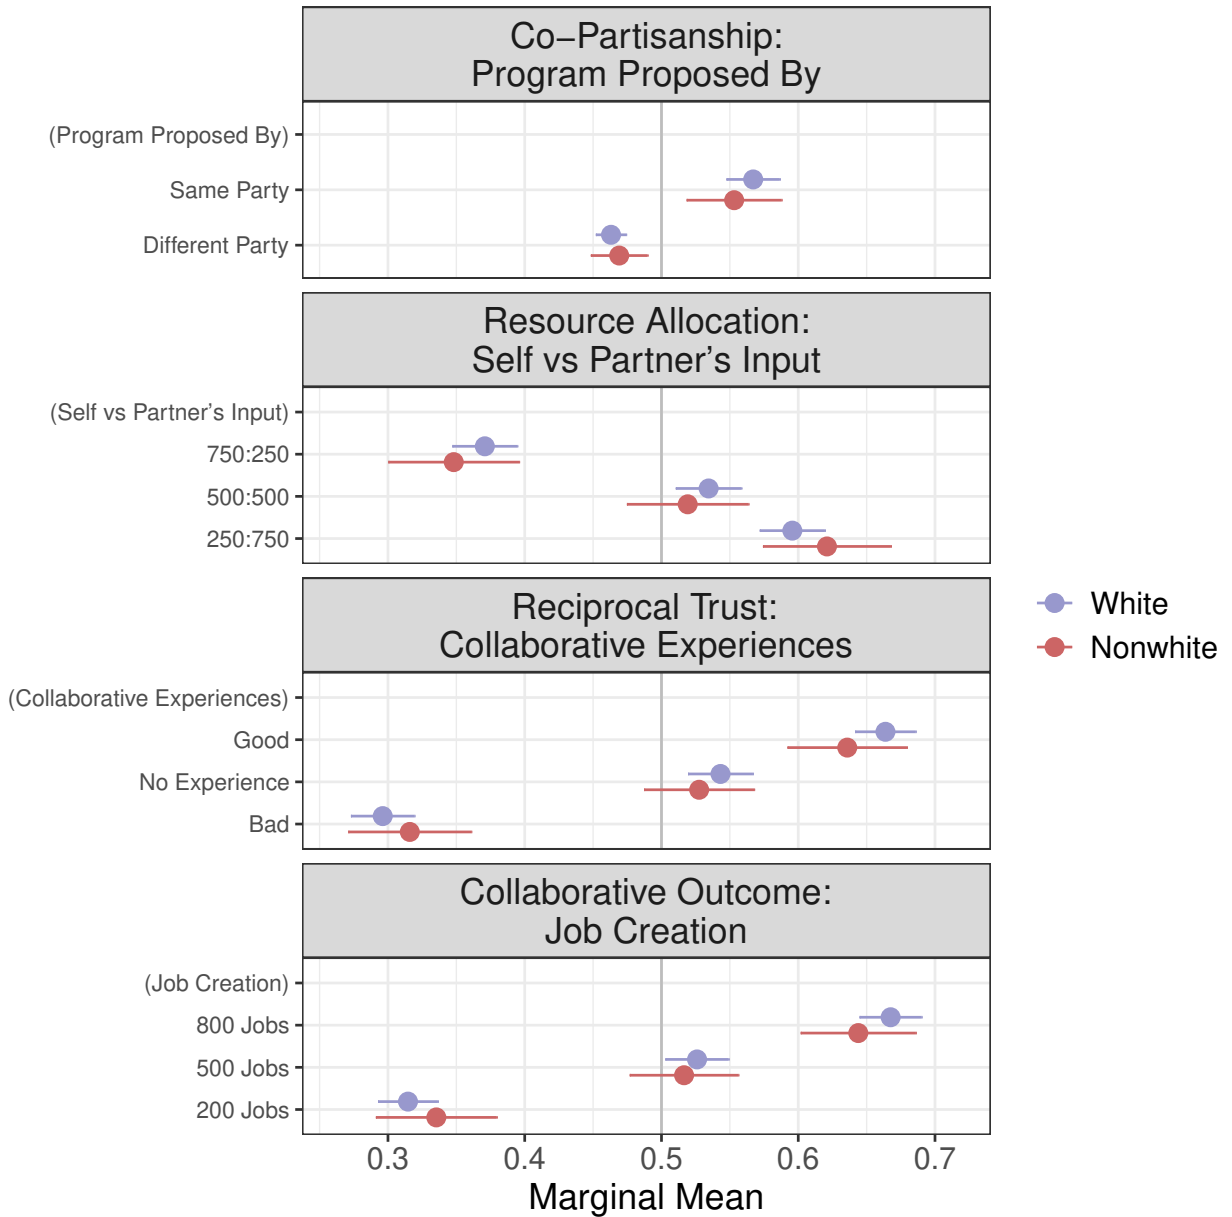 Co−Partisanship:
Program Proposed By
(Program Proposed By)
Same Party
Different Party
Resource Allocation:
Self vs Partner's Input
(Self vs Partner's Input)
750:250
500:500
250:750
Reciprocal Trust:
Collaborative Experiences
(Collaborative Experiences)
Good
No Experience
Bad
White
Nonwhite
Collaborative Outcome:
Job Creation
(Job Creation)
800 Jobs
500 Jobs
200 Jobs
0.3 0.4 0.5 0.6 0.7
Marginal Mean